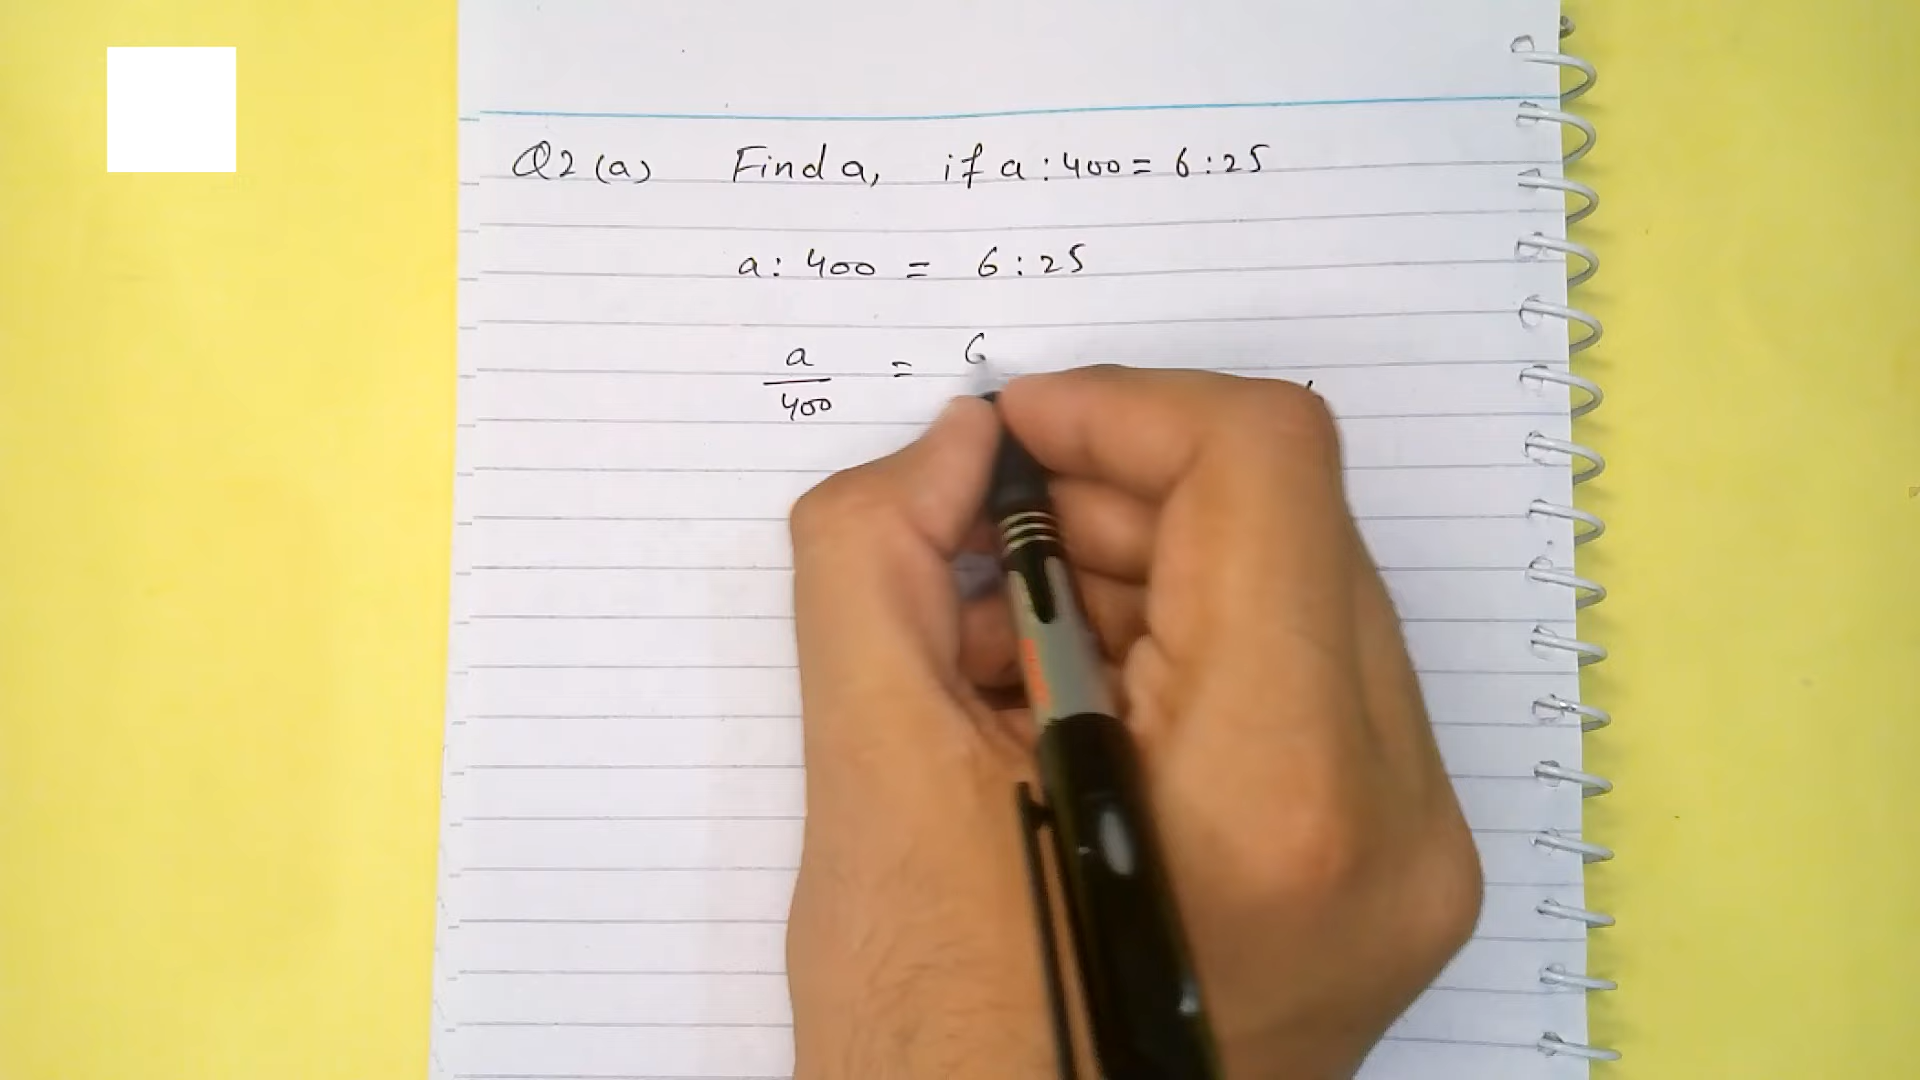 Q2 (a) Find a, if a : 400 = 6 : 25
a : 400 = 6 : 25
a/400 = 6